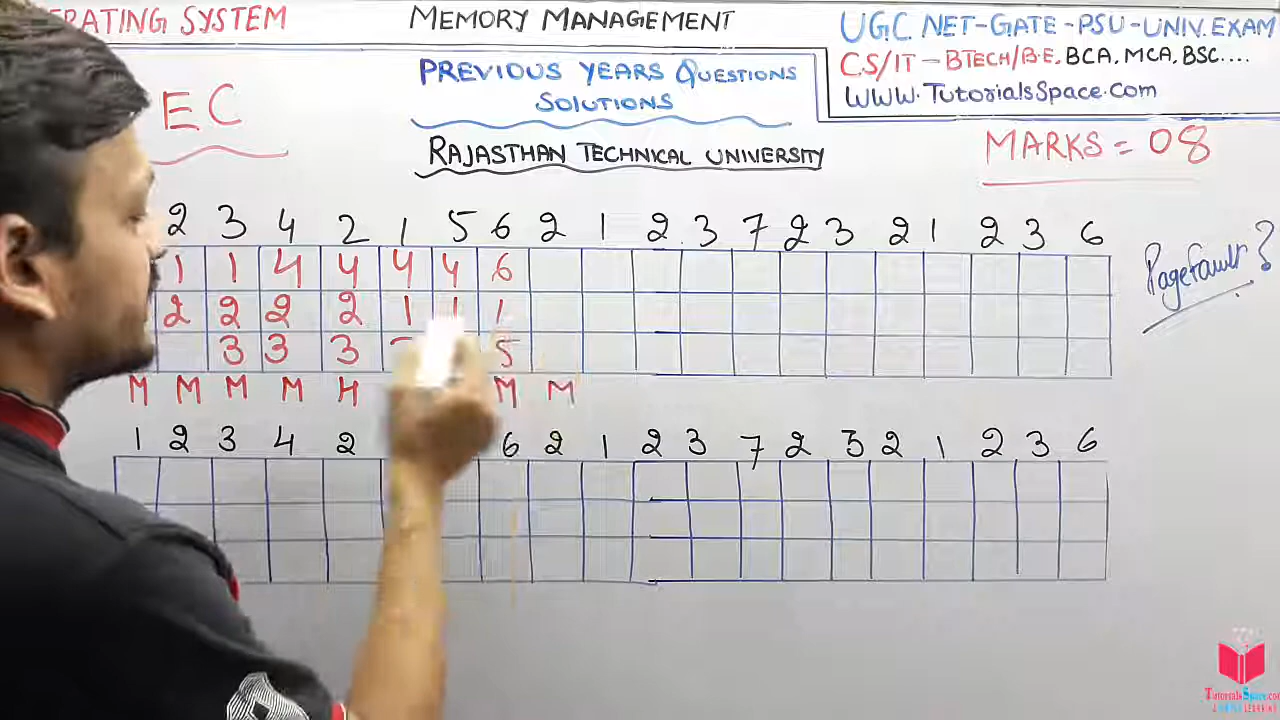 ERATING SYSTEM
MEMORY MANAGEMENT
UGC NET-GATE-PSU-UNIV.EXAM
CS/IT - BTECH/B.E, BCA, MCA, BSC....
WWW.TutorialsSpace.com
PREVIOUS YEARS QUESTIONS
SOLUTIONS
EC
RAJASTHAN TECHNICAL UNIVERSITY
MARKS = 08
2 3 4 2 1 5 6 2 1 2 3 7 2 3 2 1 2 3 6
1 1 4 4 4 4 6
2 2 2 2 1 1 1
3 3 3 5
M M M M H M M
Pagefault?
1 2 3 4 2 6 2 1 2 3 7 2 3 2 1 2 3 6
TutorialsSpace.com